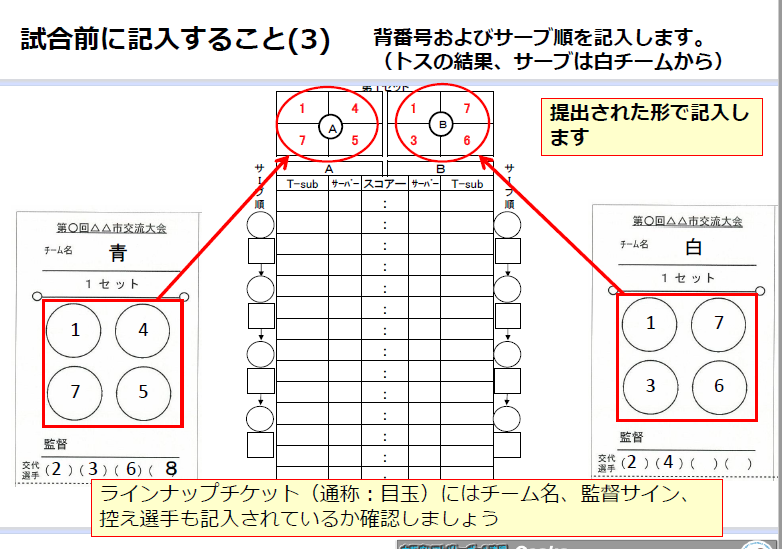 試合前に記入すること(3)
背番号およびサーブ順を記入します。
（トスの結果、サーブは白チームから）
提出された形で記入し
ます
第1セット
1 4
7 5
A
1 7
3 6
B
サーブ順
A B
T-sub サーバー スコアー サーバー T-sub
サーブ順
:
:
:
:
:
:
:
:
:
:
:
:
:
第〇回△△市交流大会
チーム名 青
1 セット
1 4
7 5
監督
交代
選手 (2 )(3 )( 6)( 8
第〇回△△市交流大会
チーム名 白
1 セット
1 7
3 6
監督
交代
選手 (2 )(4 )( )( )
ラインナップチケット（通称：目玉）にはチーム名、監督サイン、
控え選手も記入されているか確認しましょう